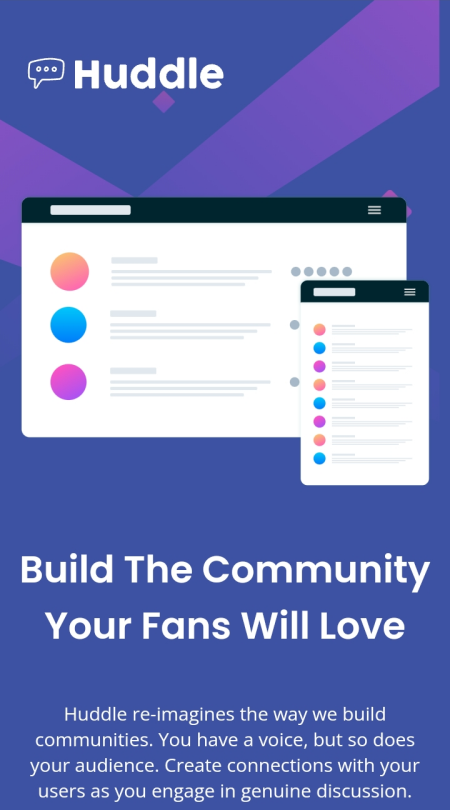 Huddle
Build The Community
Your Fans Will Love
Huddle re-imagines the way we build
communities. You have a voice, but so does
your audience. Create connections with your
users as you engage in genuine discussion.